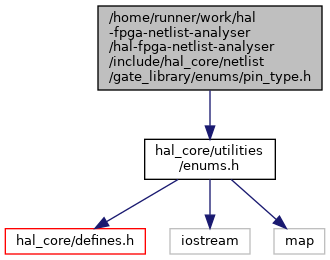 /home/runner/work/hal
-fpga-netlist-analyser
/hal-fpga-netlist-analyser
/include/hal_core/netlist
/gate_library/enums/pin_type.h
hal_core/utilities
/enums.h
hal_core/defines.h
iostream
map